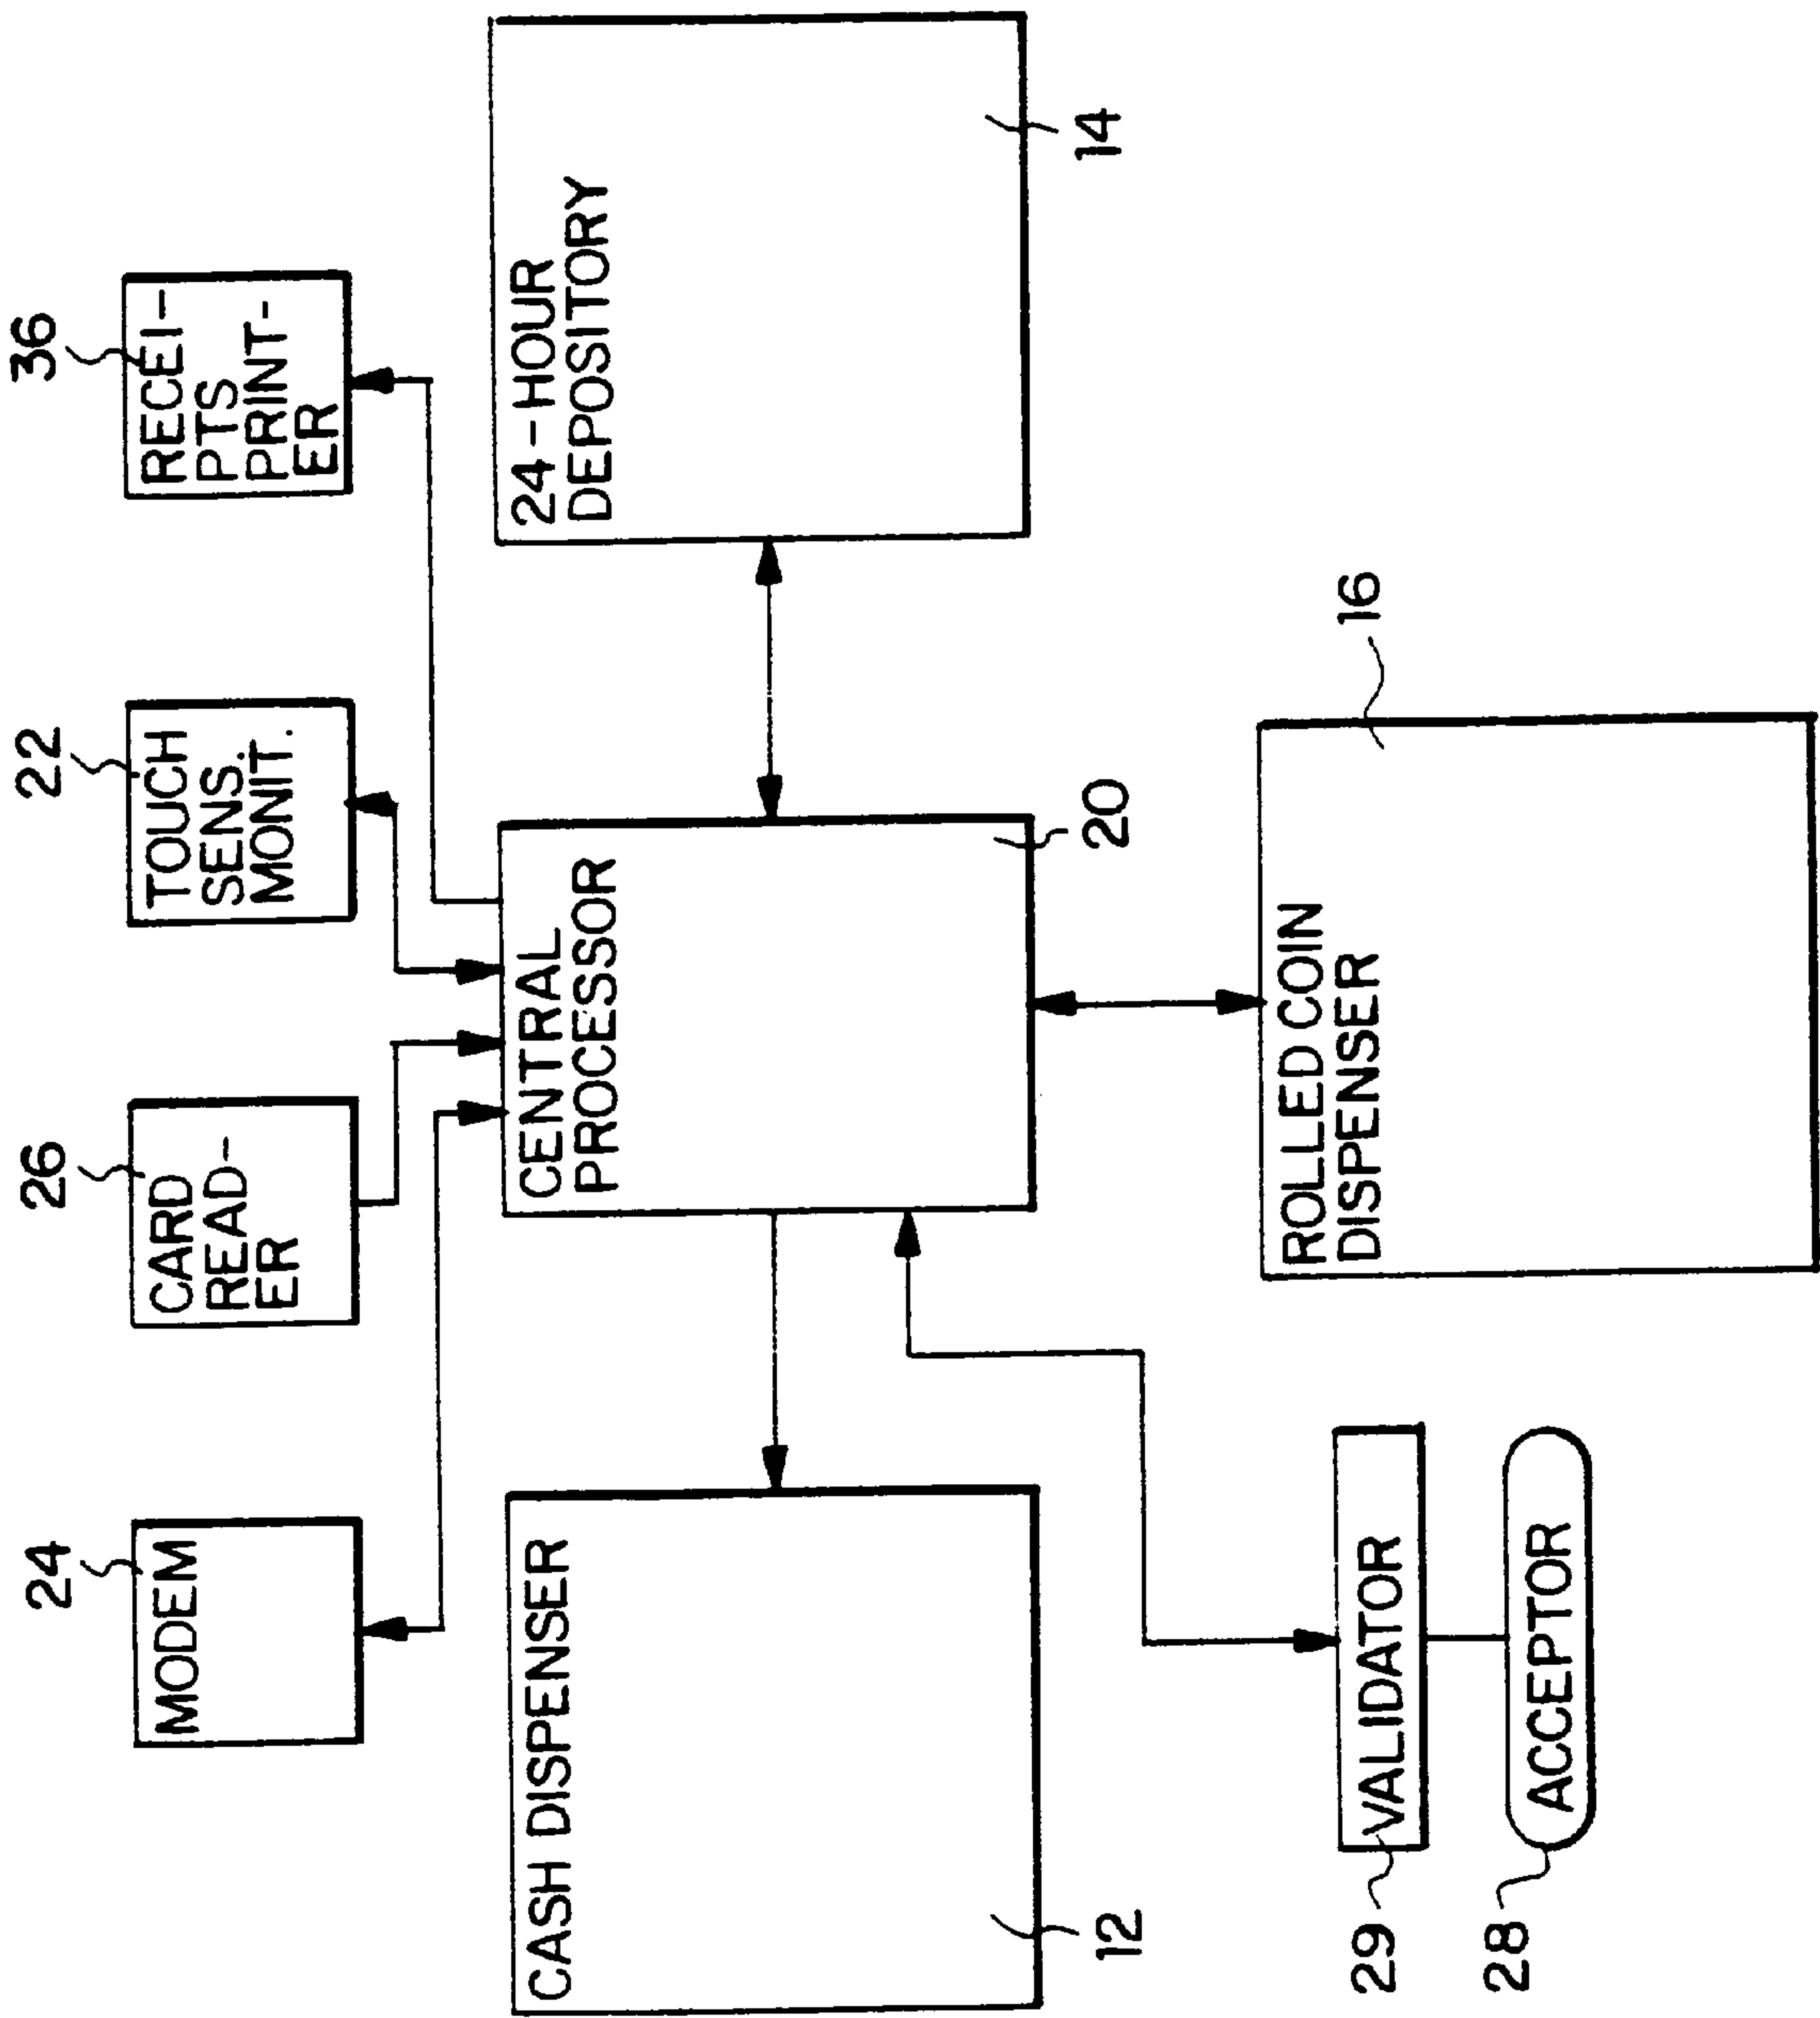 24
MODEM
26
CARD
READ-
ER
22
TOUCH
SENS.
MONIT.
36
RECEI-
PTS
PRINT-
ER
CASH DISPENSER
12
CENTRAL
PROCESSOR
20
24-HOUR
DEPOSITORY
14
29
VALIDATOR
28
ACCEPTOR
ROLLED COIN
DISPENSER
16